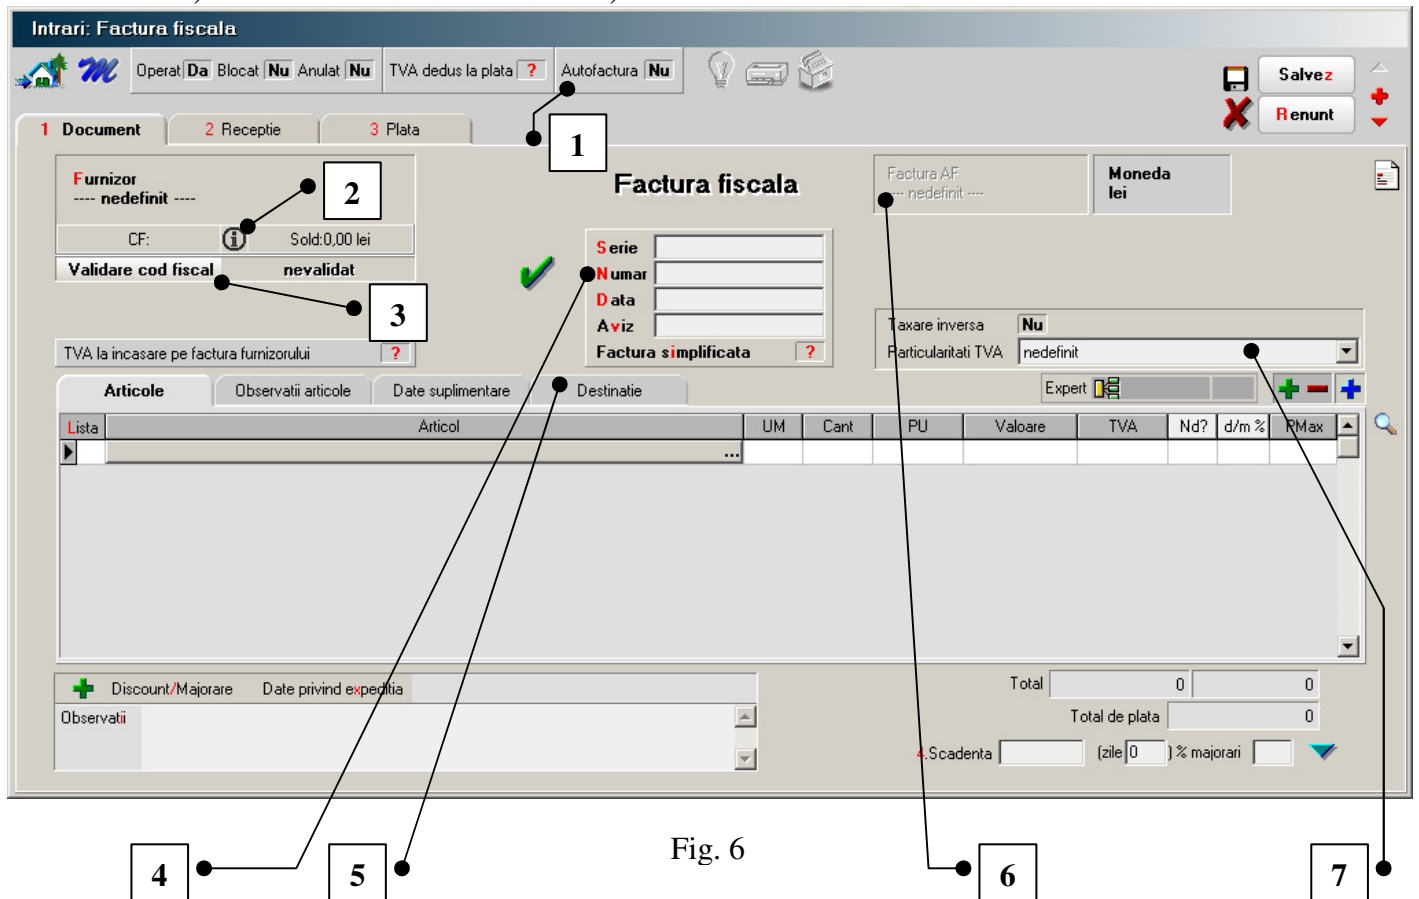 Intrari: Factura fiscala
Operat Da Blocat Nu Anulat Nu TVA dedus la plata ? Autofactura Nu
Salvez
Renunt
1 Document 2 Receptie 3 Plata
1
Furnizor
---- nedefinit ----
2
Factura fiscala
Factura AF
---- nedefinit ----
Moneda
lei
CF: Sold:0,00 lei
Validare cod fiscal nevalidat
3
Serie
Numar
Data
Aviz
Factura simplificata ?
Taxare inversa Nu
Particularitati TVA nedefinit
TVA la incasare pe factura furnizorului ?
Articole Observatii articole Date suplimentare Destinatie
Expert
Lista Articol UM Cant PU Valoare TVA Nd? d/m % PMax
...
Discount/Majorare Date privind expeditia
Observatii
Total 0 0
Total de plata 0
4.Scadenta (zile 0 ) % majorari
Fig. 6
4 5 6 7